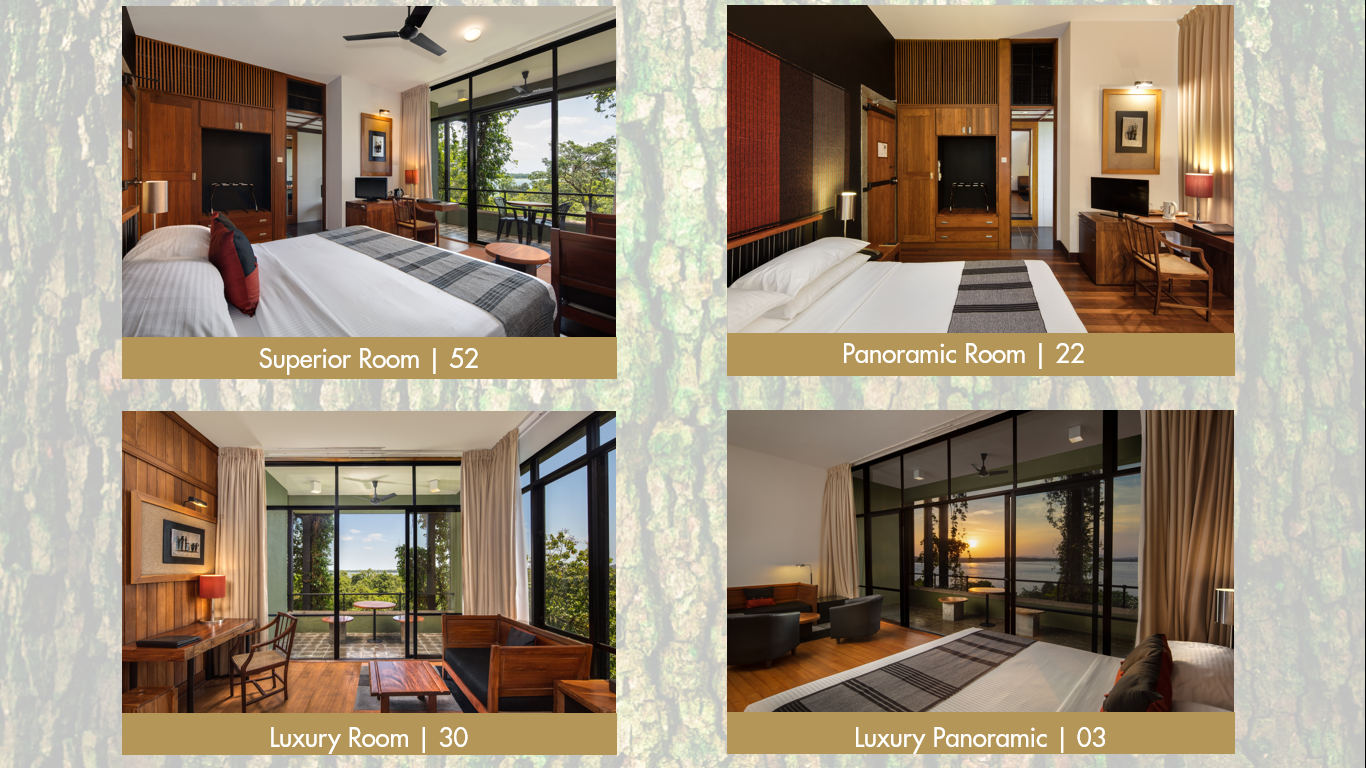 Superior Room | 52
Panoramic Room | 22
Luxury Room | 30
Luxury Panoramic | 03